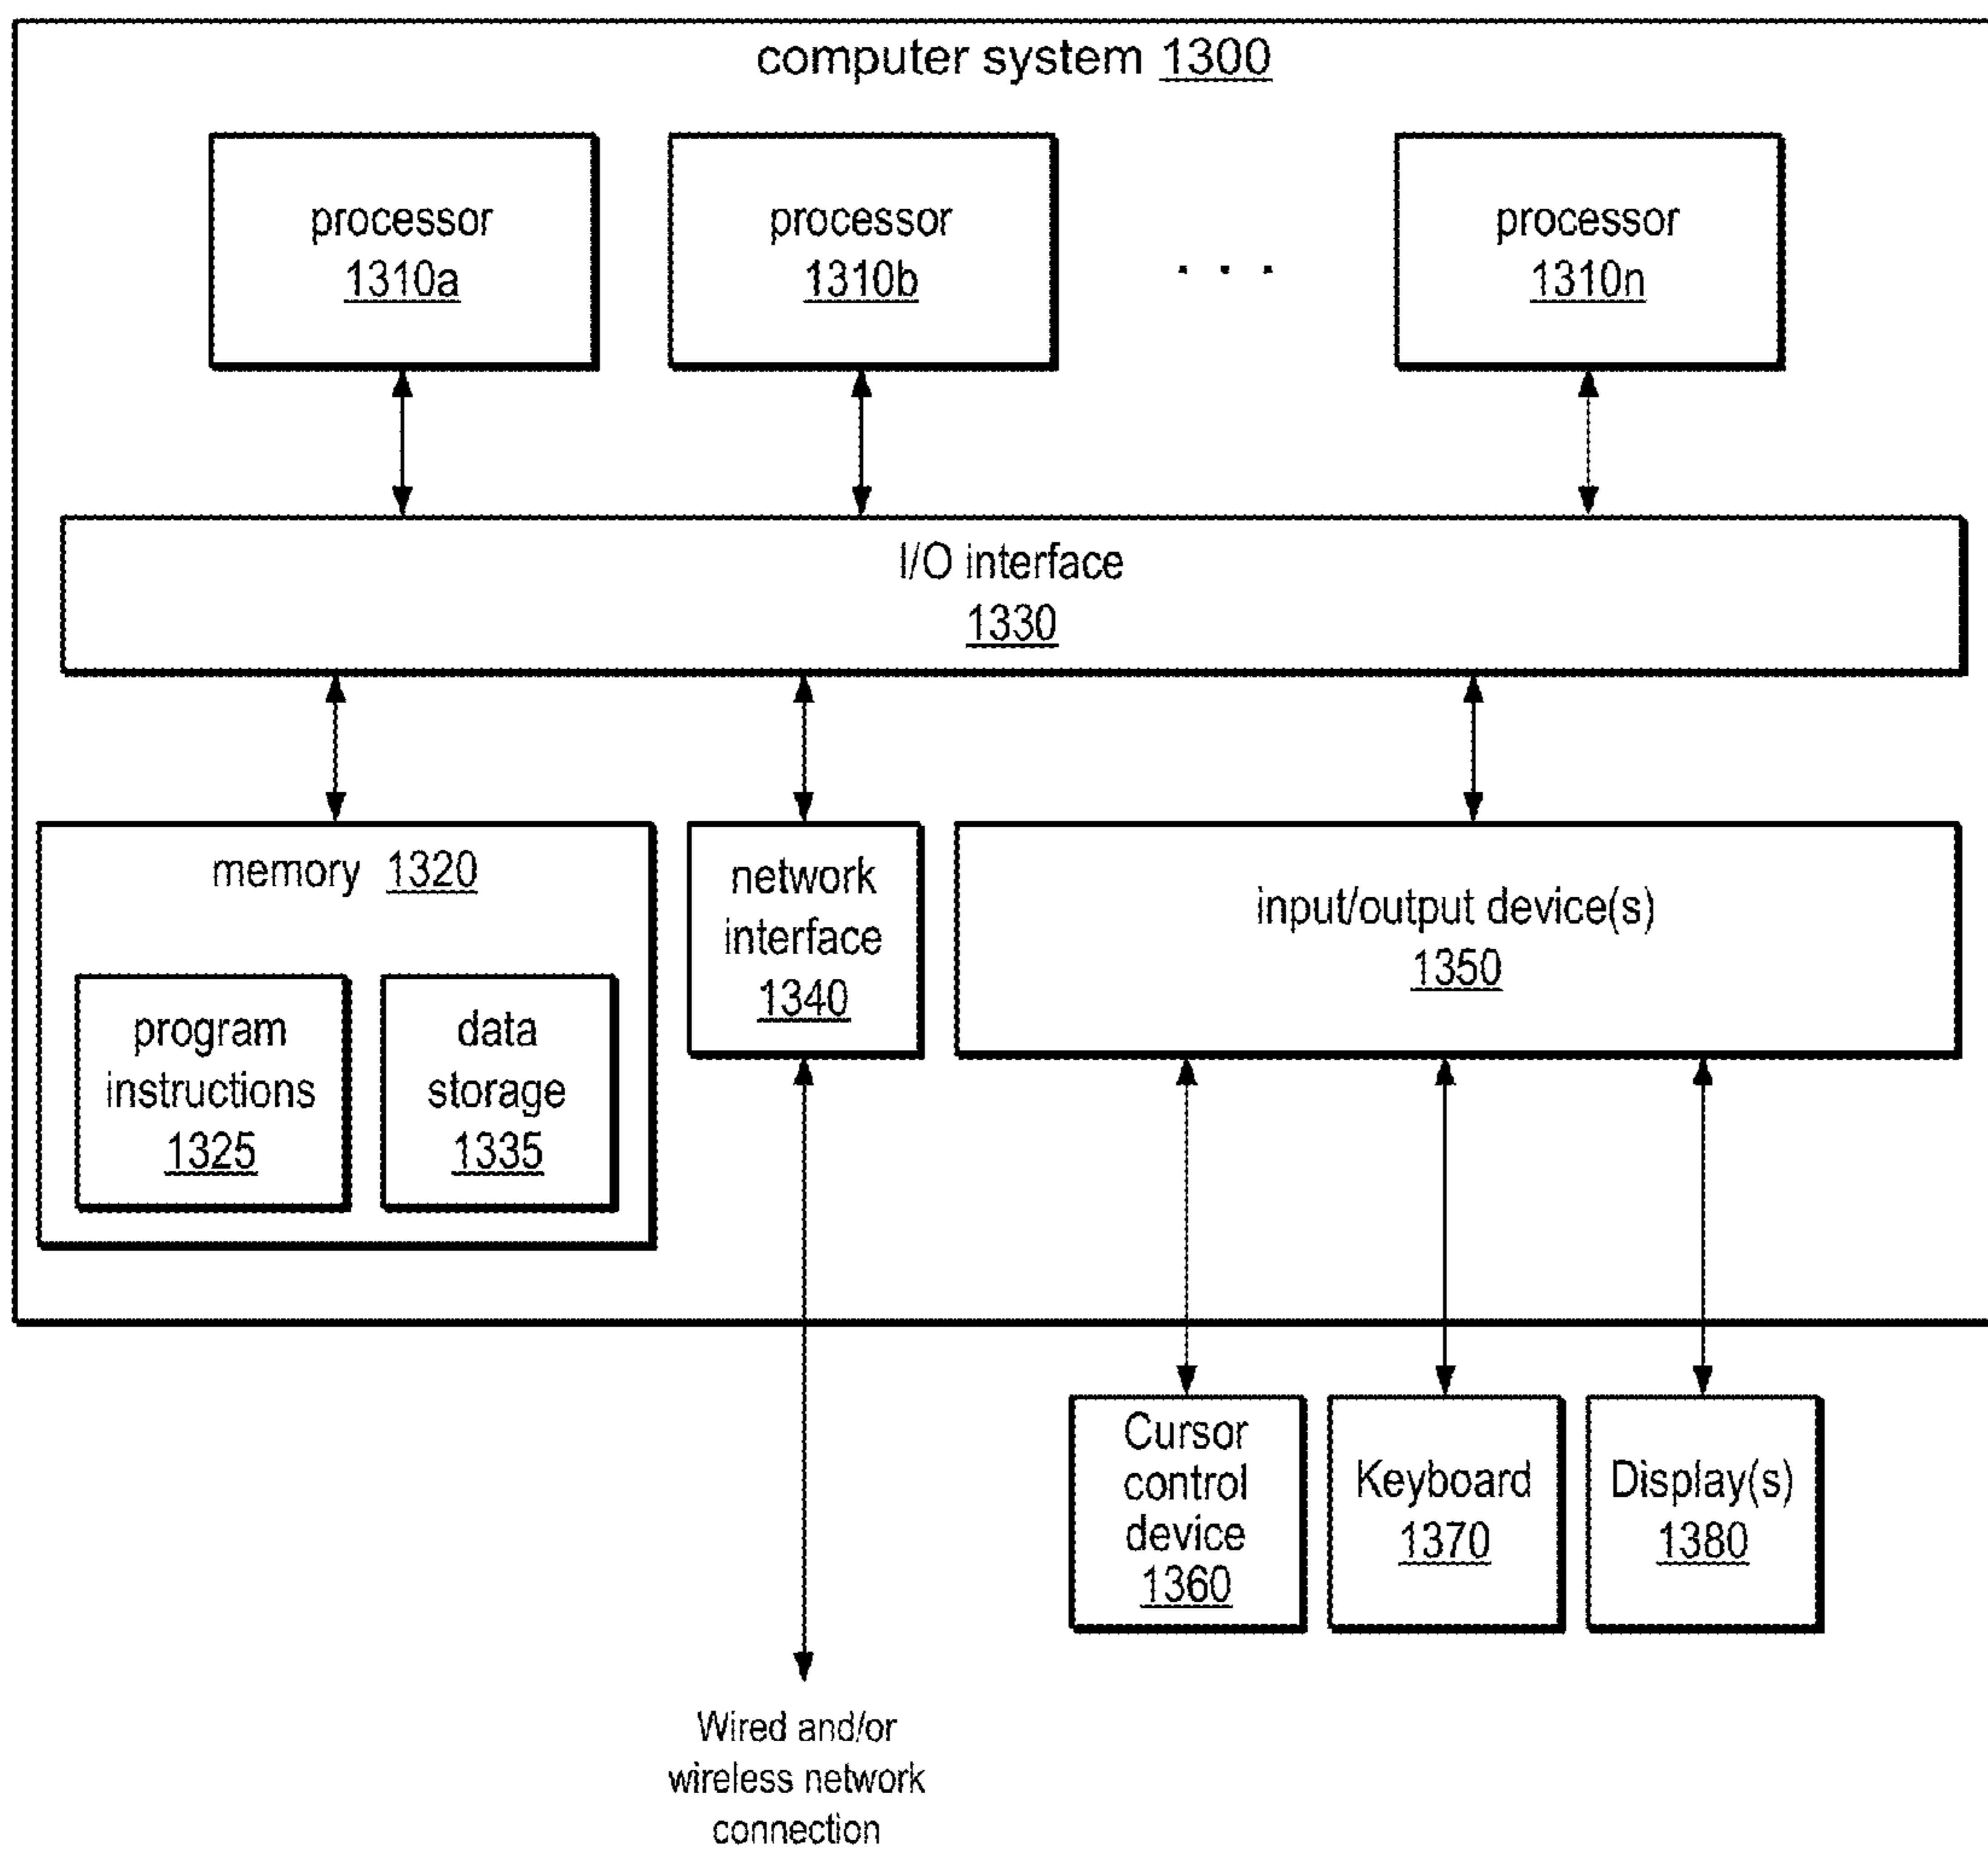 computer system 1300
processor
1310a
processor
1310b
. . .
processor
1310n
I/O interface
1330
memory 1320
program
instructions
1325
data
storage
1335
network
interface
1340
input/output device(s)
1350
Cursor
control
device
1360
Keyboard
1370
Display(s)
1380
Wired and/or
wireless network
connection